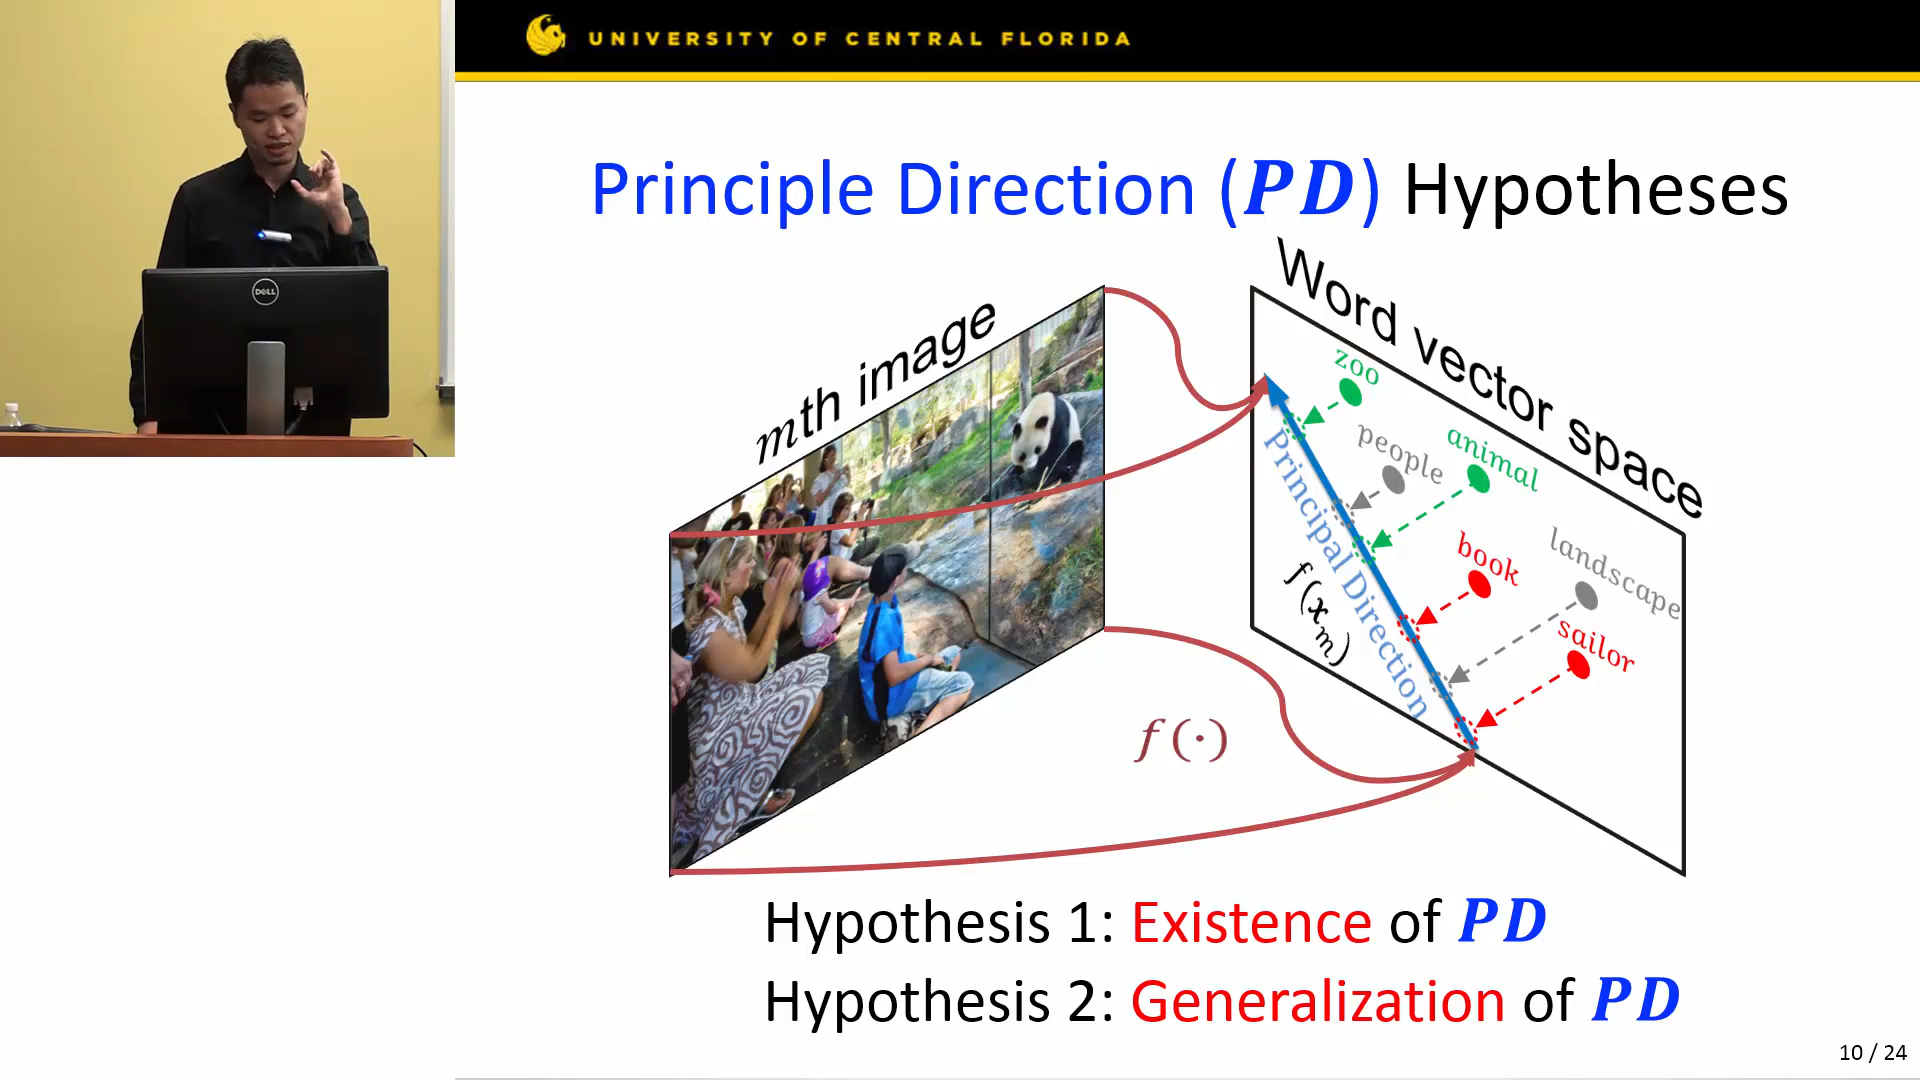 UNIVERSITY OF CENTRAL FLORIDA
Principle Direction (PD) Hypotheses
mth image
Word vector space
zoo
people
animal
book
landscape
sailor
Principal Direction
f(x_m)
f(·)
Hypothesis 1: Existence of PD
Hypothesis 2: Generalization of PD
10 / 24
DELL